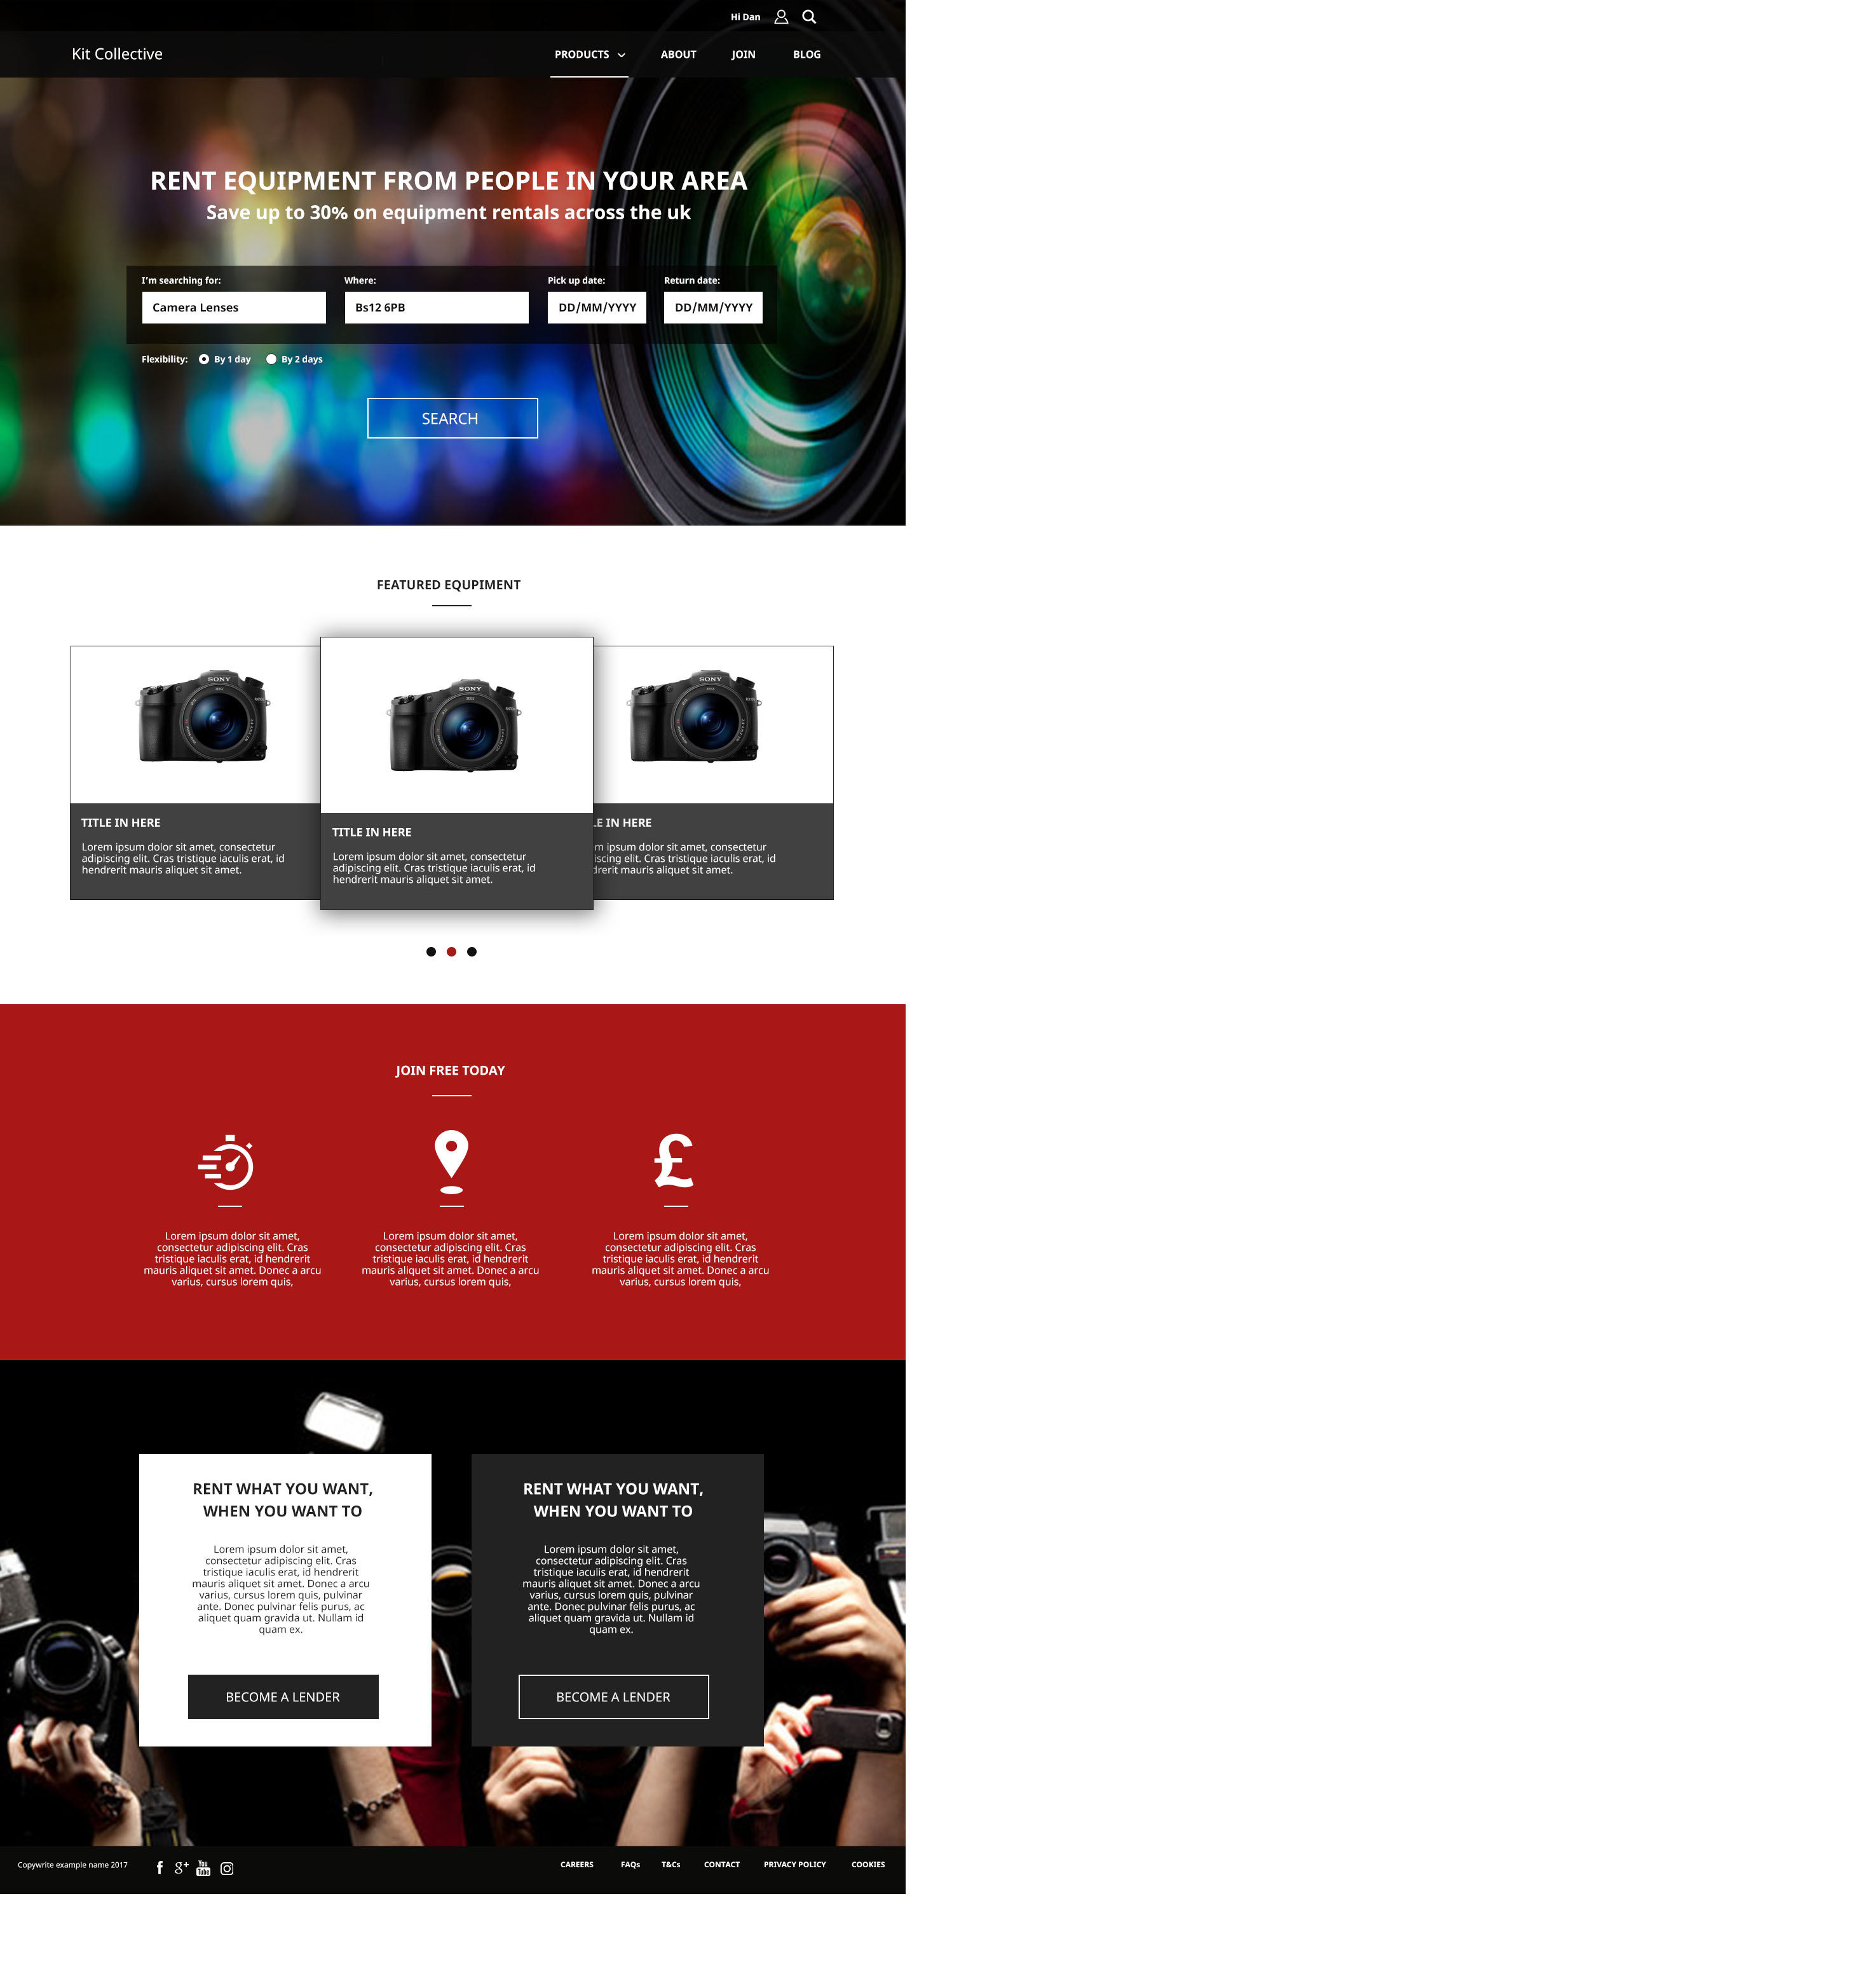 Hi Dan
Kit Collective
PRODUCTS ABOUT JOIN BLOG
RENT EQUIPMENT FROM PEOPLE IN YOUR AREA
Save up to 30% on equipment rentals across the uk
I'm searching for: Where: Pick up date: Return date:
Camera Lenses Bs12 6PB DD/MM/YYYY DD/MM/YYYY
Flexibility: By 1 day By 2 days
SEARCH
FEATURED EQUPIMENT
SONY
TITLE IN HERE
Lorem ipsum dolor sit amet, consectetur
adipiscing elit. Cras tristique iaculis erat, id
hendrerit mauris aliquet sit amet.
SONY
TITLE IN HERE
Lorem ipsum dolor sit amet, consectetur
adipiscing elit. Cras tristique iaculis erat, id
hendrerit mauris aliquet sit amet.
SONY
LE IN HERE
em ipsum dolor sit amet, consectetur
iscing elit. Cras tristique iaculis erat, id
drerit mauris aliquet sit amet.
JOIN FREE TODAY
£
Lorem ipsum dolor sit amet,
consectetur adipiscing elit. Cras
tristique iaculis erat, id hendrerit
mauris aliquet sit amet. Donec a arcu
varius, cursus lorem quis,
Lorem ipsum dolor sit amet,
consectetur adipiscing elit. Cras
tristique iaculis erat, id hendrerit
mauris aliquet sit amet. Donec a arcu
varius, cursus lorem quis,
Lorem ipsum dolor sit amet,
consectetur adipiscing elit. Cras
tristique iaculis erat, id hendrerit
mauris aliquet sit amet. Donec a arcu
varius, cursus lorem quis,
RENT WHAT YOU WANT,
WHEN YOU WANT TO
Lorem ipsum dolor sit amet,
consectetur adipiscing elit. Cras
tristique iaculis erat, id hendrerit
mauris aliquet sit amet. Donec a arcu
varius, cursus lorem quis, pulvinar
ante. Donec pulvinar felis purus, ac
aliquet quam gravida ut. Nullam id
quam ex.
BECOME A LENDER
RENT WHAT YOU WANT,
WHEN YOU WANT TO
Lorem ipsum dolor sit amet,
consectetur adipiscing elit. Cras
tristique iaculis erat, id hendrerit
mauris aliquet sit amet. Donec a arcu
varius, cursus lorem quis, pulvinar
ante. Donec pulvinar felis purus, ac
aliquet quam gravida ut. Nullam id
quam ex.
BECOME A LENDER
Copywrite example name 2017 f g+ You Tube
CAREERS FAQs T&Cs CONTACT PRIVACY POLICY COOKIES